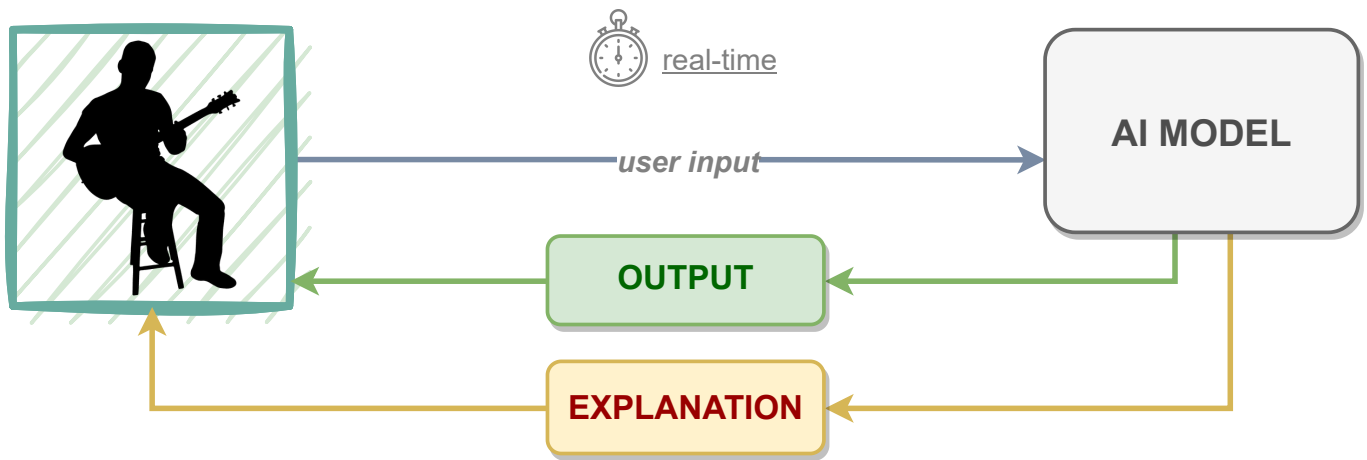 real-time
AI MODEL
user input
OUTPUT
EXPLANATION